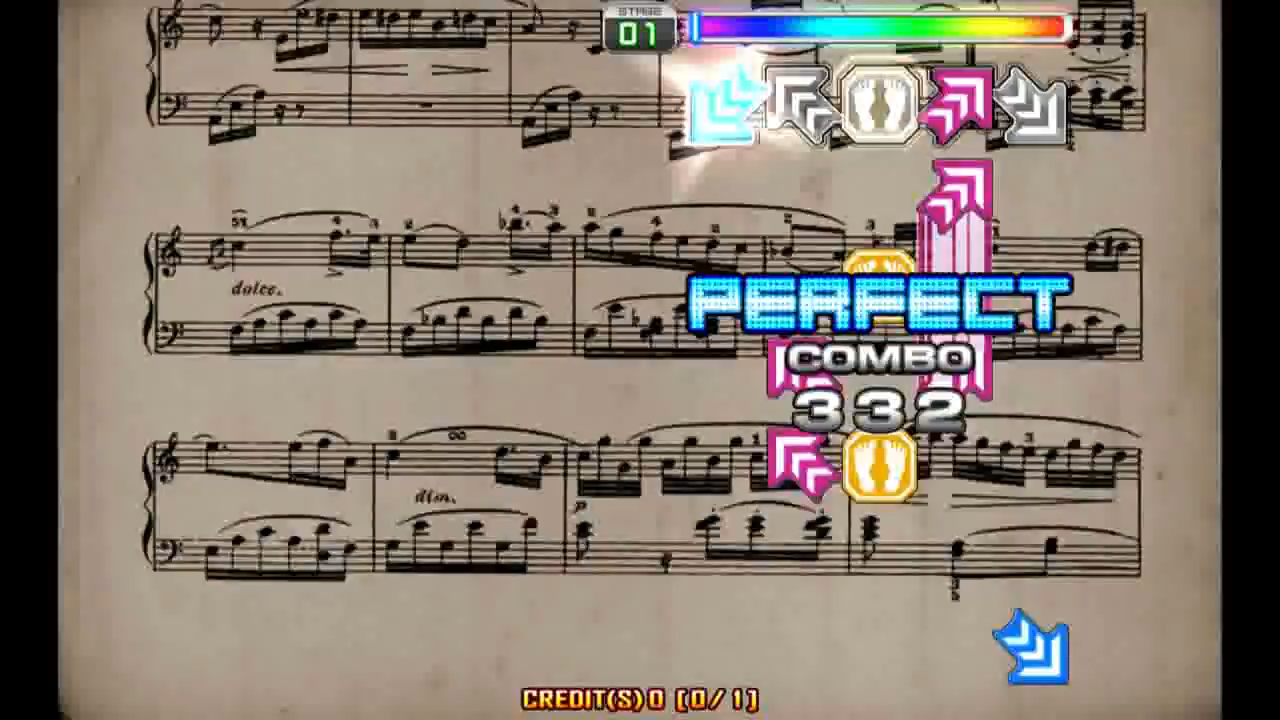 STAGE
01
dolce.
PERFECT
COMBO
332
dim.
p
CREDIT(S) 0 [0/1]